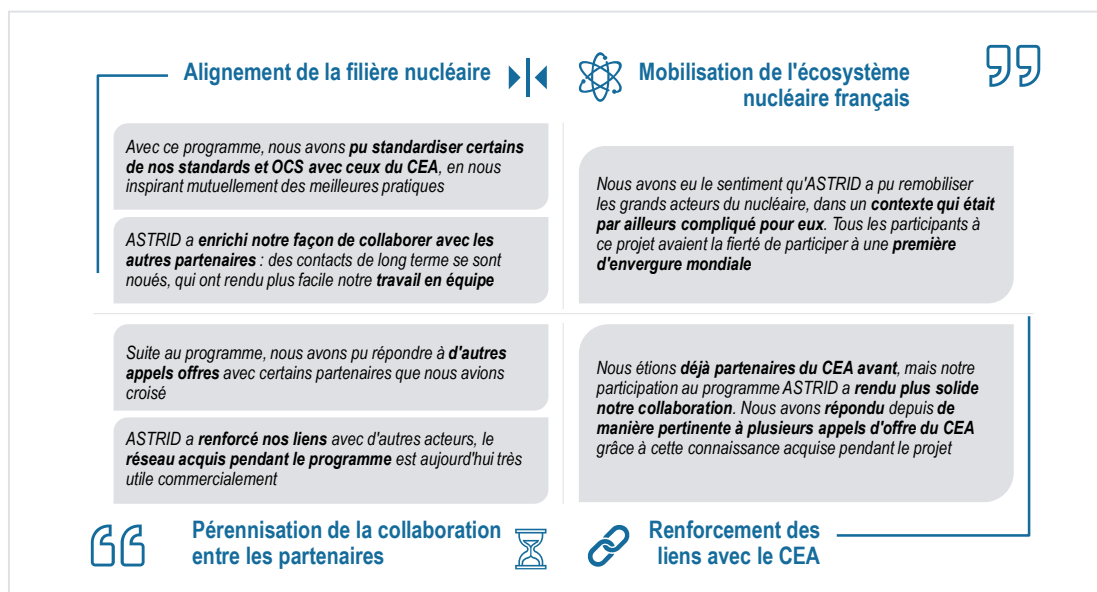 Alignement de la filière nucléaire
Avec ce programme, nous avons pu standardiser certains
de nos standards et OCS avec ceux du CEA, en nous
inspirant mutuellement des meilleures pratiques
ASTRID a enrichi notre façon de collaborer avec les
autres partenaires : des contacts de long terme se sont
noués, qui ont rendu plus facile notre travail en équipe
Mobilisation de l'écosystème
nucléaire français
Nous avons eu le sentiment qu'ASTRID a pu remobiliser
les grands acteurs du nucléaire, dans un contexte qui était
par ailleurs compliqué pour eux. Tous les participants à
ce projet avaient la fierté de participer à une première
d'envergure mondiale
Suite au programme, nous avons pu répondre à d'autres
appels offres avec certains partenaires que nous avions
croisé
ASTRID a renforcé nos liens avec d'autres acteurs, le
réseau acquis pendant le programme est aujourd'hui très
utile commercialement
Pérennisation de la collaboration
entre les partenaires
Nous étions déjà partenaires du CEA avant, mais notre
participation au programme ASTRID a rendu plus solide
notre collaboration. Nous avons répondu depuis de
manière pertinente à plusieurs appels d'offre du CEA
grâce à cette connaissance acquise pendant le projet
Renforcement des
liens avec le CEA